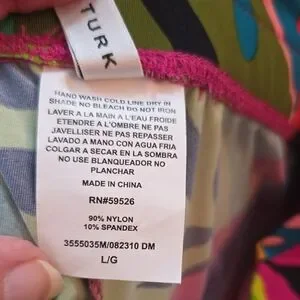 TURK
HAND WASH COLD LINE DRY IN
SHADE NO BLEACH DO NOT IRON
LAVER A LA MAIN A L'EAU FROIDE
ETENDRE A L'OMBRE NE PAS
JAVELLISER NE PAS REPASSER
LAVADO A MANO CON AGUA FRIA
COLGAR A SECAR EN LA SOMBRA
NO USO BLANQUEADOR NO
PLANCHAR
MADE IN CHINA
RN#59526
90% NYLON
10% SPANDEX
3555035M/082310 DM
L/G